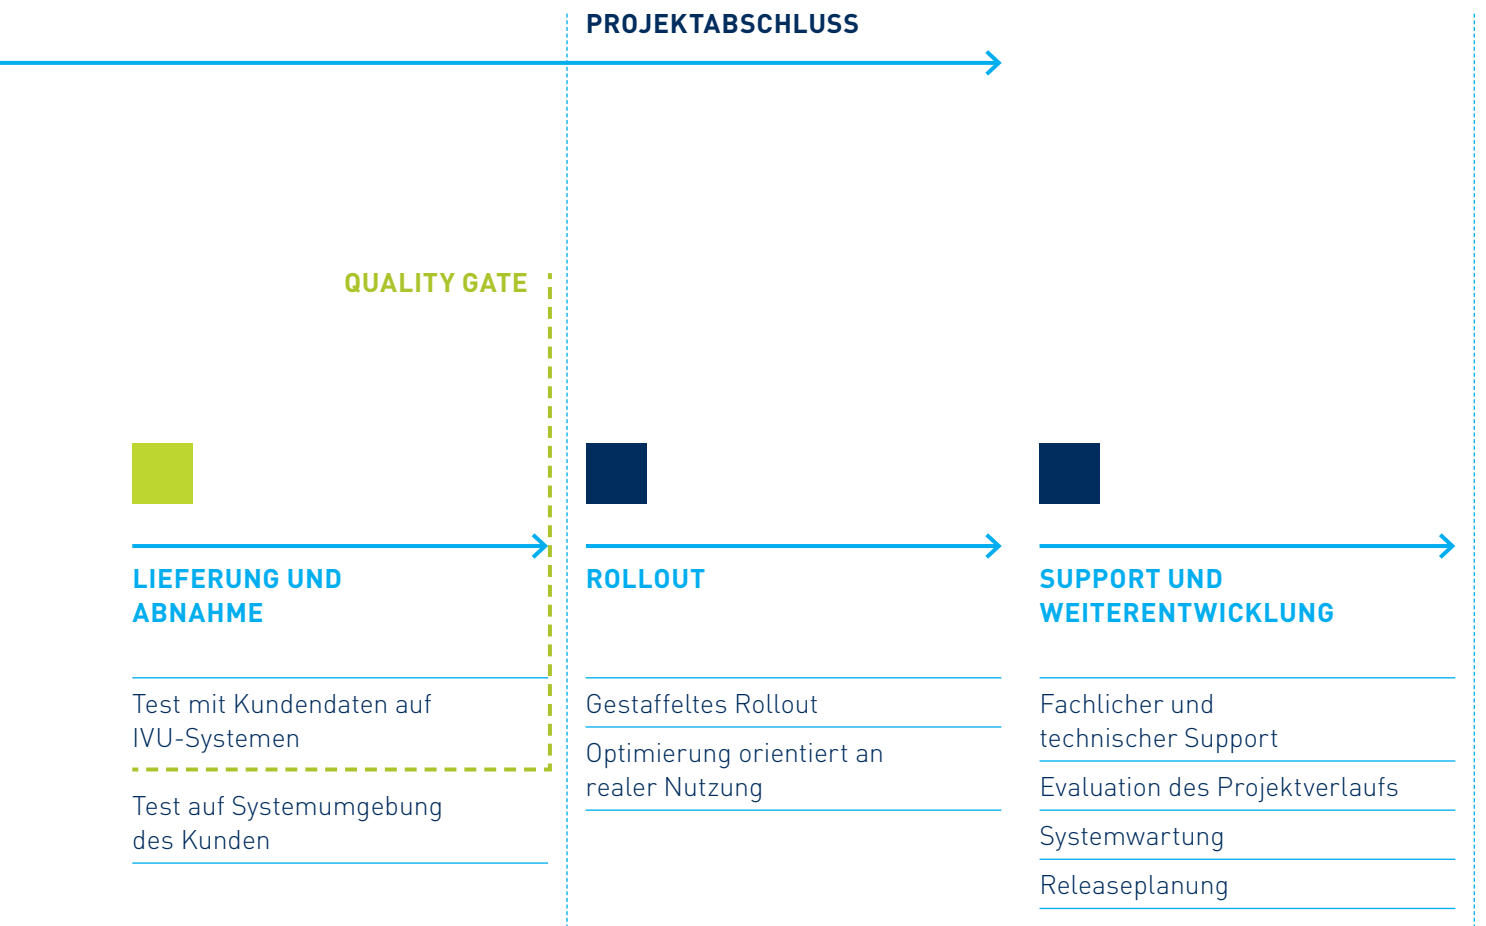 PROJEKTABSCHLUSS
QUALITY GATE
LIEFERUNG UND
ABNAHME
Test mit Kundendaten auf
IVU-Systemen
Test auf Systemumgebung
des Kunden
ROLLOUT
Gestaffeltes Rollout
Optimierung orientiert an
realer Nutzung
SUPPORT UND
WEITERENTWICKLUNG
Fachlicher und
technischer Support
Evaluation des Projektverlaufs
Systemwartung
Releaseplanung